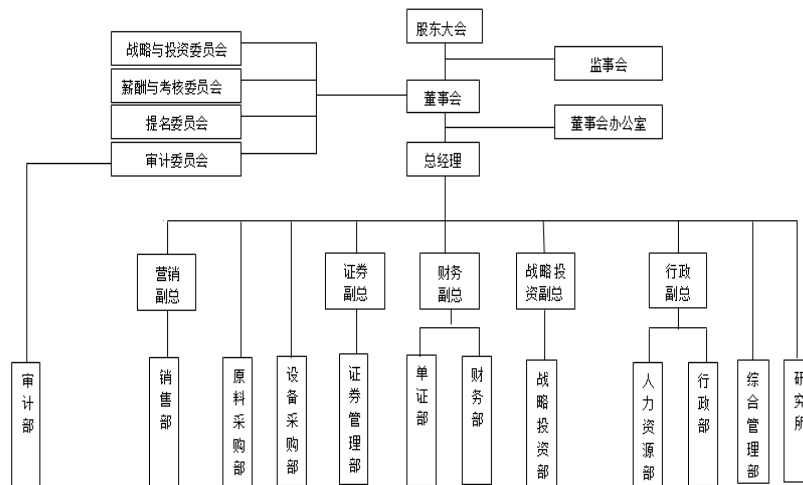 股东大会
战略与投资委员会
监事会
薪酬与考核委员会
董事会
提名委员会
董事会办公室
审计委员会
总经理
营销
副总
证券
副总
财务
副总
战略投
资副总
行政
副总
审计部
销售部
原料采购部
设备采购部
证券管理部
单证部
财务部
战略投资部
人力资源部
行政部
综合管理部
研究所